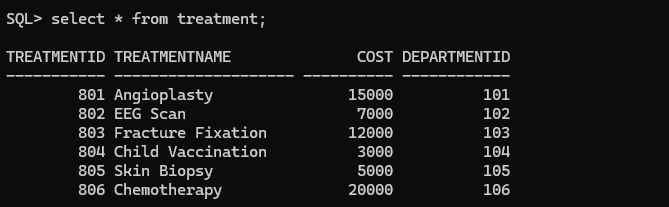 SQL> select * from treatment;
TREATMENTID TREATMENTNAME COST DEPARTMENTID
----------- -------------------- ---------- ------------
801 Angioplasty 15000 101
802 EEG Scan 7000 102
803 Fracture Fixation 12000 103
804 Child Vaccination 3000 104
805 Skin Biopsy 5000 105
806 Chemotherapy 20000 106